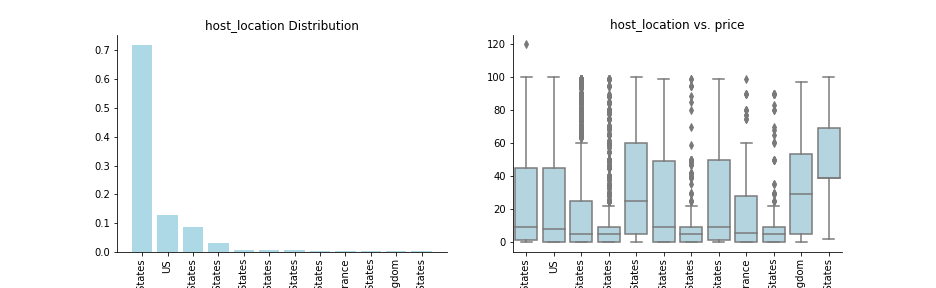 host_location Distribution
0.7
0.6
0.5
0.4
0.3
0.2
0.1
0.0
States
US
States
States
States
States
States
States
rance
States
gdom
States
host_location vs. price
120
100
80
60
40
20
0
States
US
States
States
States
States
States
States
rance
States
gdom
States